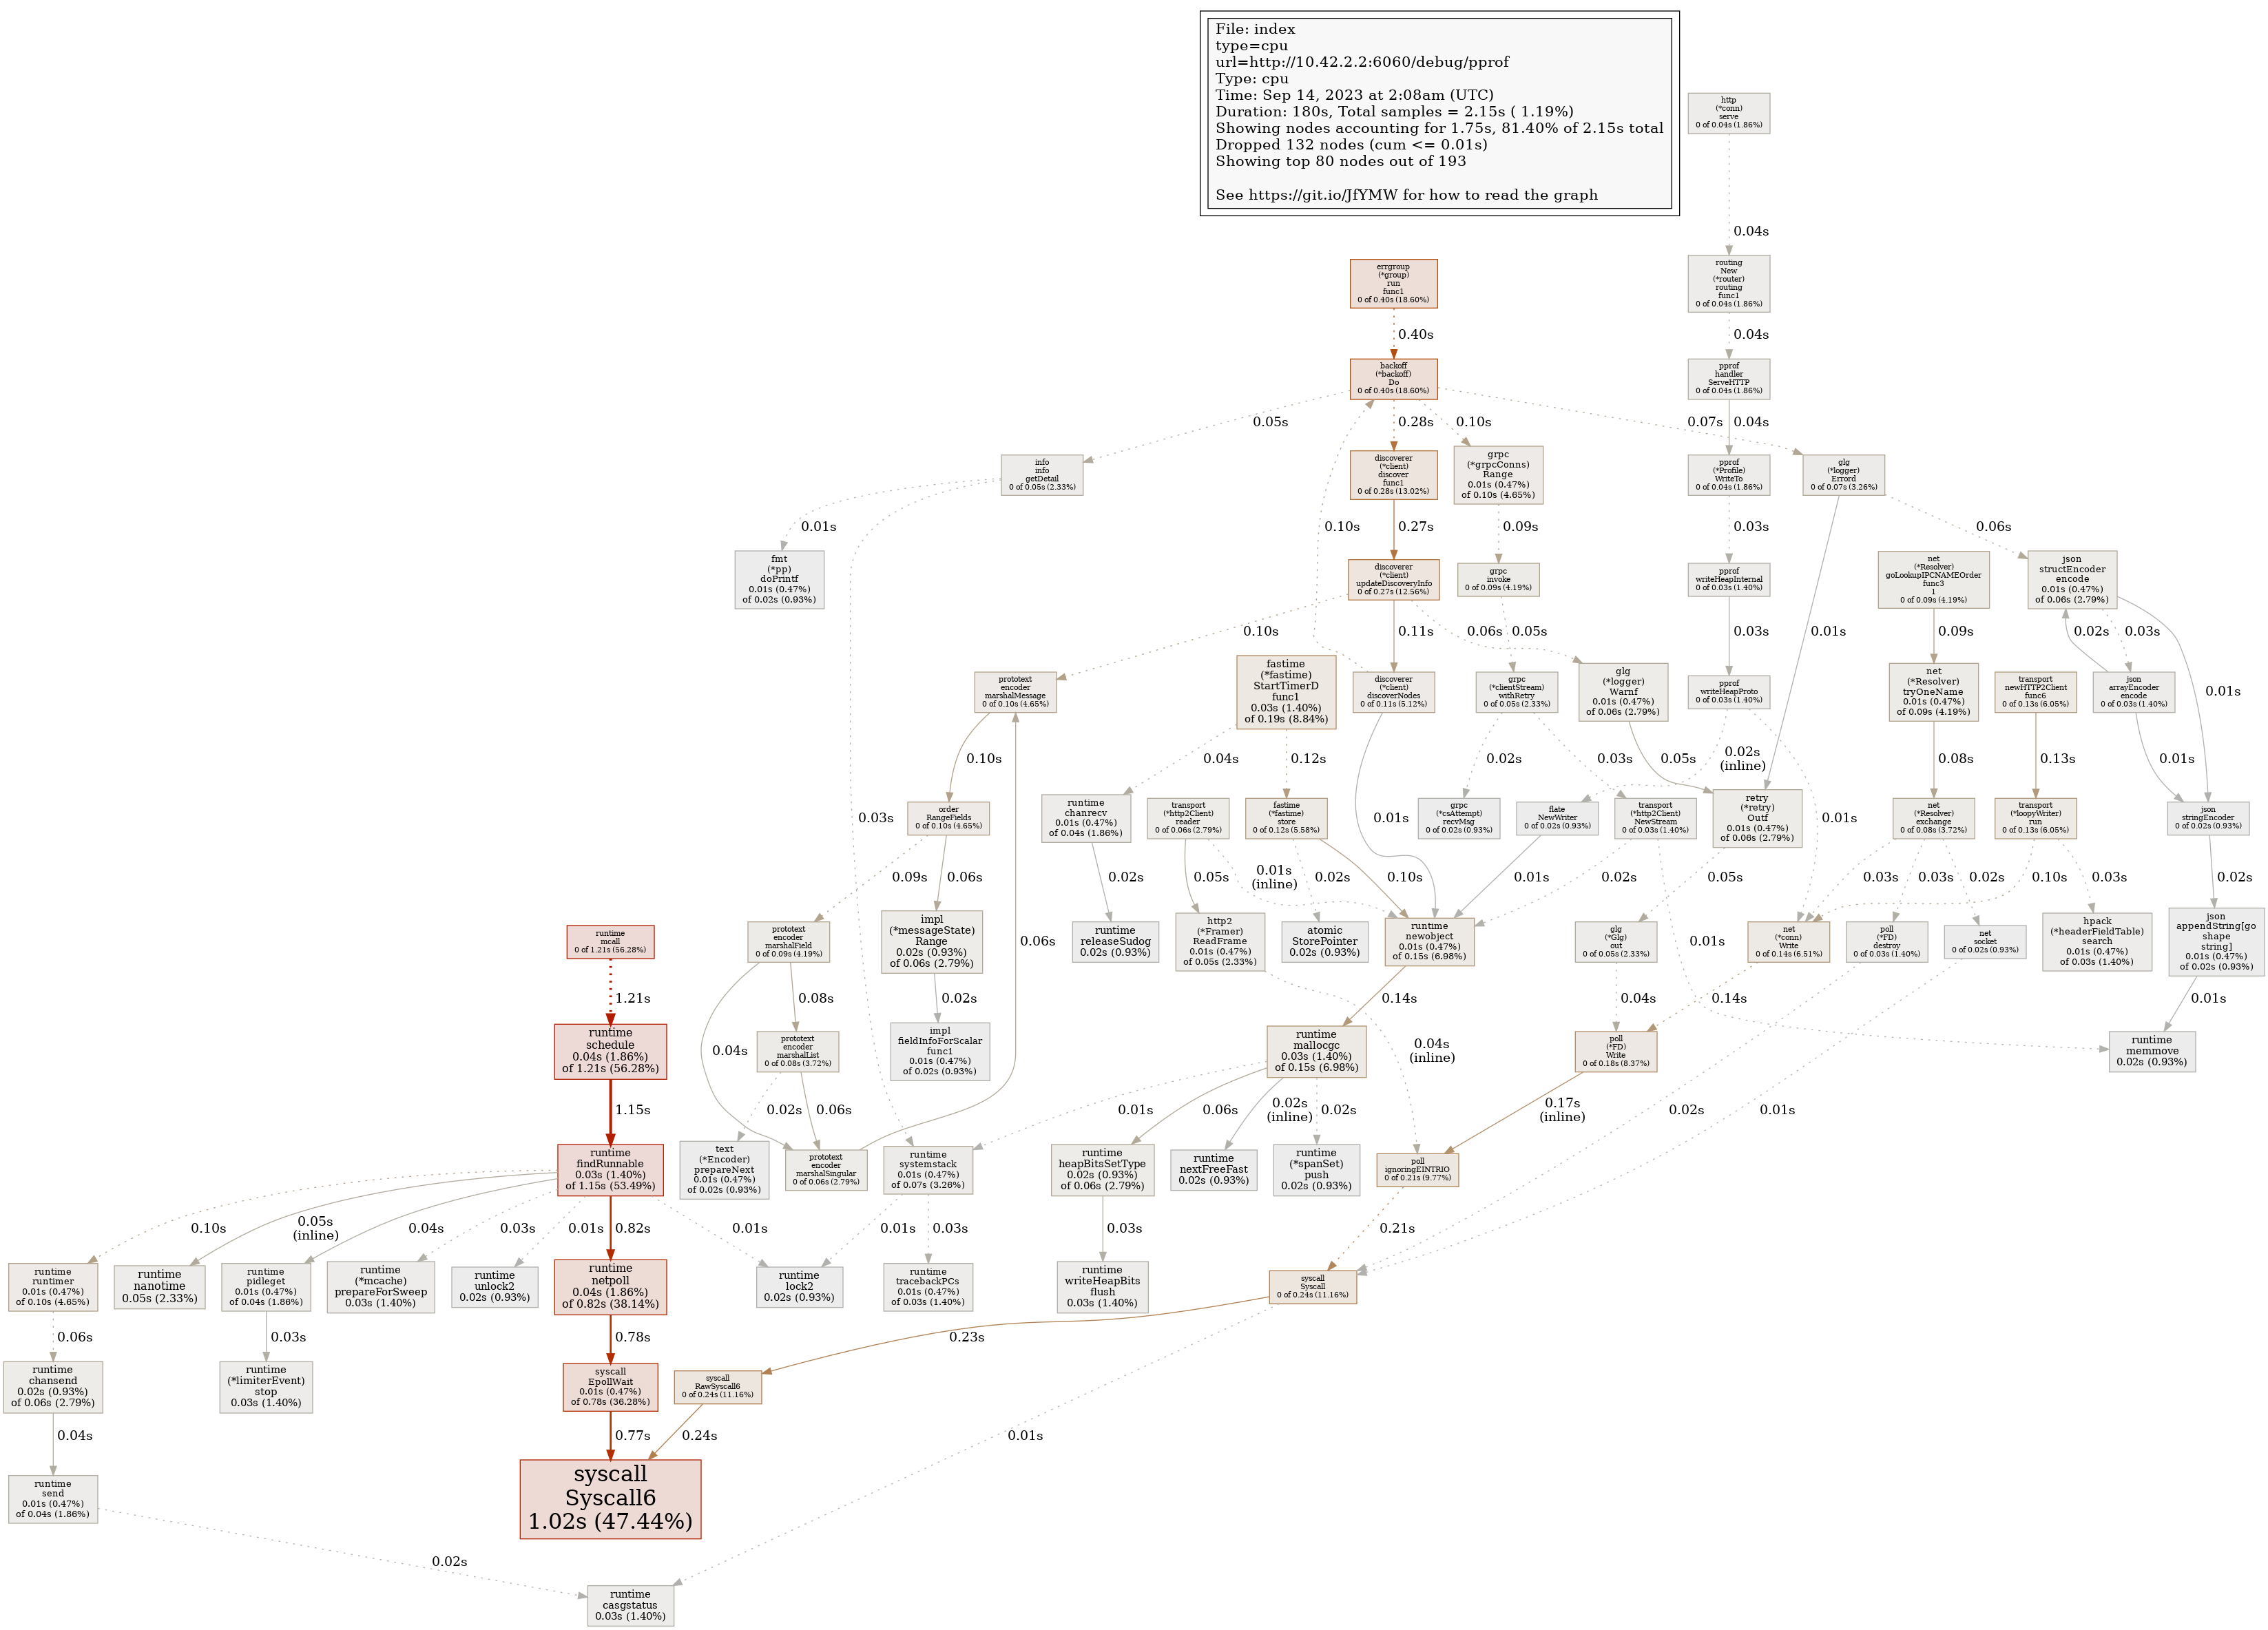 File: index
type=cpu
url=http://10.42.2.2:6060/debug/pprof
Type: cpu
Time: Sep 14, 2023 at 2:08am (UTC)
Duration: 180s, Total samples = 2.15s ( 1.19%)
Showing nodes accounting for 1.75s, 81.40% of 2.15s total
Dropped 132 nodes (cum <= 0.01s)
Showing top 80 nodes out of 193
See https://git.io/JfYMW for how to read the graph
http
(*conn)
serve
0 of 0.04s (1.86%)
0.04s
errgroup
(*group)
run
func1
0 of 0.40s (18.60%)
routing
New
(*router)
routing
func1
0 of 0.04s (1.86%)
0.40s
0.04s
backoff
(*backoff)
Do
0 of 0.40s (18.60%)
pprof
handler
ServeHTTP
0 of 0.04s (1.86%)
0.05s
0.28s
0.10s
0.07s
0.04s
info
info
getDetail
0 of 0.05s (2.33%)
discoverer
(*client)
discover
func1
0 of 0.28s (13.02%)
grpc
(*grpcConns)
Range
0.01s (0.47%)
of 0.10s (4.65%)
pprof
(*Profile)
WriteTo
0 of 0.04s (1.86%)
glg
(*logger)
Errord
0 of 0.07s (3.26%)
0.01s
0.10s
0.27s
0.09s
0.03s
0.06s
fmt
(*pp)
doPrintf
0.01s (0.47%)
of 0.02s (0.93%)
discoverer
(*client)
updateDiscoveryInfo
0 of 0.27s (12.56%)
grpc
invoke
0 of 0.09s (4.19%)
pprof
writeHeapInternal
0 of 0.03s (1.40%)
net
(*Resolver)
goLookupIPCNAMEOrder
func3
1
0 of 0.09s (4.19%)
json
structEncoder
encode
0.01s (0.47%)
of 0.06s (2.79%)
0.10s
0.11s
0.06s
0.05s
0.03s
0.01s
0.09s
0.02s
0.03s
prototext
encoder
marshalMessage
0 of 0.10s (4.65%)
fastime
(*fastime)
StartTimerD
func1
0.03s (1.40%)
of 0.19s (8.84%)
discoverer
(*client)
discoverNodes
0 of 0.11s (5.12%)
grpc
(*clientStream)
withRetry
0 of 0.05s (2.33%)
glg
(*logger)
Warnf
0.01s (0.47%)
of 0.06s (2.79%)
pprof
writeHeapProto
0 of 0.03s (1.40%)
net
(*Resolver)
tryOneName
0.01s (0.47%)
of 0.09s (4.19%)
transport
newHTTP2Client
func6
0 of 0.13s (6.05%)
json
arrayEncoder
encode
0 of 0.03s (1.40%)
0.01s
0.10s
0.04s
0.12s
0.02s
0.03s
0.05s
0.02s
(inline)
0.08s
0.13s
0.01s
order
RangeFields
0 of 0.10s (4.65%)
0.03s
runtime
chanrecv
0.01s (0.47%)
of 0.04s (1.86%)
transport
(*http2Client)
reader
0 of 0.06s (2.79%)
fastime
(*fastime)
store
0 of 0.12s (5.58%)
0.01s
grpc
(*csAttempt)
recvMsg
0 of 0.02s (0.93%)
flate
NewWriter
0 of 0.02s (0.93%)
transport
(*http2Client)
NewStream
0 of 0.03s (1.40%)
retry
(*retry)
Outf
0.01s (0.47%)
of 0.06s (2.79%)
0.01s
net
(*Resolver)
exchange
0 of 0.08s (3.72%)
transport
(*loopyWriter)
run
0 of 0.13s (6.05%)
json
stringEncoder
0 of 0.02s (0.93%)
0.09s
0.06s
0.02s
0.05s
0.01s
(inline)
0.02s
0.10s
0.01s
0.02s
0.05s
0.03s
0.03s
0.02s
0.10s
0.03s
0.02s
runtime
mcall
0 of 1.21s (56.28%)
prototext
encoder
marshalField
0 of 0.09s (4.19%)
impl
(*messageState)
Range
0.02s (0.93%)
of 0.06s (2.79%)
0.06s
runtime
releaseSudog
0.02s (0.93%)
http2
(*Framer)
ReadFrame
0.01s (0.47%)
of 0.05s (2.33%)
atomic
StorePointer
0.02s (0.93%)
runtime
newobject
0.01s (0.47%)
of 0.15s (6.98%)
glg
(*Glg)
out
0 of 0.05s (2.33%)
0.01s
net
(*conn)
Write
0 of 0.14s (6.51%)
poll
(*FD)
destroy
0 of 0.03s (1.40%)
net
socket
0 of 0.02s (0.93%)
hpack
(*headerFieldTable)
search
0.01s (0.47%)
of 0.03s (1.40%)
json
appendString[go
shape
string]
0.01s (0.47%)
of 0.02s (0.93%)
1.21s
0.08s
0.02s
0.14s
0.04s
0.14s
0.01s
runtime
schedule
0.04s (1.86%)
of 1.21s (56.28%)
0.04s
prototext
encoder
marshalList
0 of 0.08s (3.72%)
impl
fieldInfoForScalar
func1
0.01s (0.47%)
of 0.02s (0.93%)
runtime
mallocgc
0.03s (1.40%)
of 0.15s (6.98%)
0.04s
(inline)
poll
(*FD)
Write
0 of 0.18s (8.37%)
runtime
memmove
0.02s (0.93%)
1.15s
0.02s
0.06s
0.01s
0.06s
0.02s
(inline)
0.02s
0.17s
(inline)
0.02s
0.01s
runtime
findRunnable
0.03s (1.40%)
of 1.15s (53.49%)
text
(*Encoder)
prepareNext
0.01s (0.47%)
of 0.02s (0.93%)
prototext
encoder
marshalSingular
0 of 0.06s (2.79%)
runtime
systemstack
0.01s (0.47%)
of 0.07s (3.26%)
runtime
heapBitsSetType
0.02s (0.93%)
of 0.06s (2.79%)
runtime
nextFreeFast
0.02s (0.93%)
runtime
(*spanSet)
push
0.02s (0.93%)
poll
ignoringEINTRIO
0 of 0.21s (9.77%)
0.10s
0.05s
(inline)
0.04s
0.03s
0.01s
0.82s
0.01s
0.01s
0.03s
0.03s
0.21s
runtime
runtimer
0.01s (0.47%)
of 0.10s (4.65%)
runtime
nanotime
0.05s (2.33%)
runtime
pidleget
0.01s (0.47%)
of 0.04s (1.86%)
runtime
(*mcache)
prepareForSweep
0.03s (1.40%)
runtime
unlock2
0.02s (0.93%)
runtime
netpoll
0.04s (1.86%)
of 0.82s (38.14%)
runtime
lock2
0.02s (0.93%)
runtime
tracebackPCs
0.01s (0.47%)
of 0.03s (1.40%)
runtime
writeHeapBits
flush
0.03s (1.40%)
syscall
Syscall
0 of 0.24s (11.16%)
0.06s
0.03s
0.78s
0.23s
runtime
chansend
0.02s (0.93%)
of 0.06s (2.79%)
runtime
(*limiterEvent)
stop
0.03s (1.40%)
syscall
EpollWait
0.01s (0.47%)
of 0.78s (36.28%)
syscall
RawSyscall6
0 of 0.24s (11.16%)
0.04s
0.77s
0.24s
0.01s
runtime
send
0.01s (0.47%)
of 0.04s (1.86%)
syscall
Syscall6
1.02s (47.44%)
0.02s
runtime
casgstatus
0.03s (1.40%)